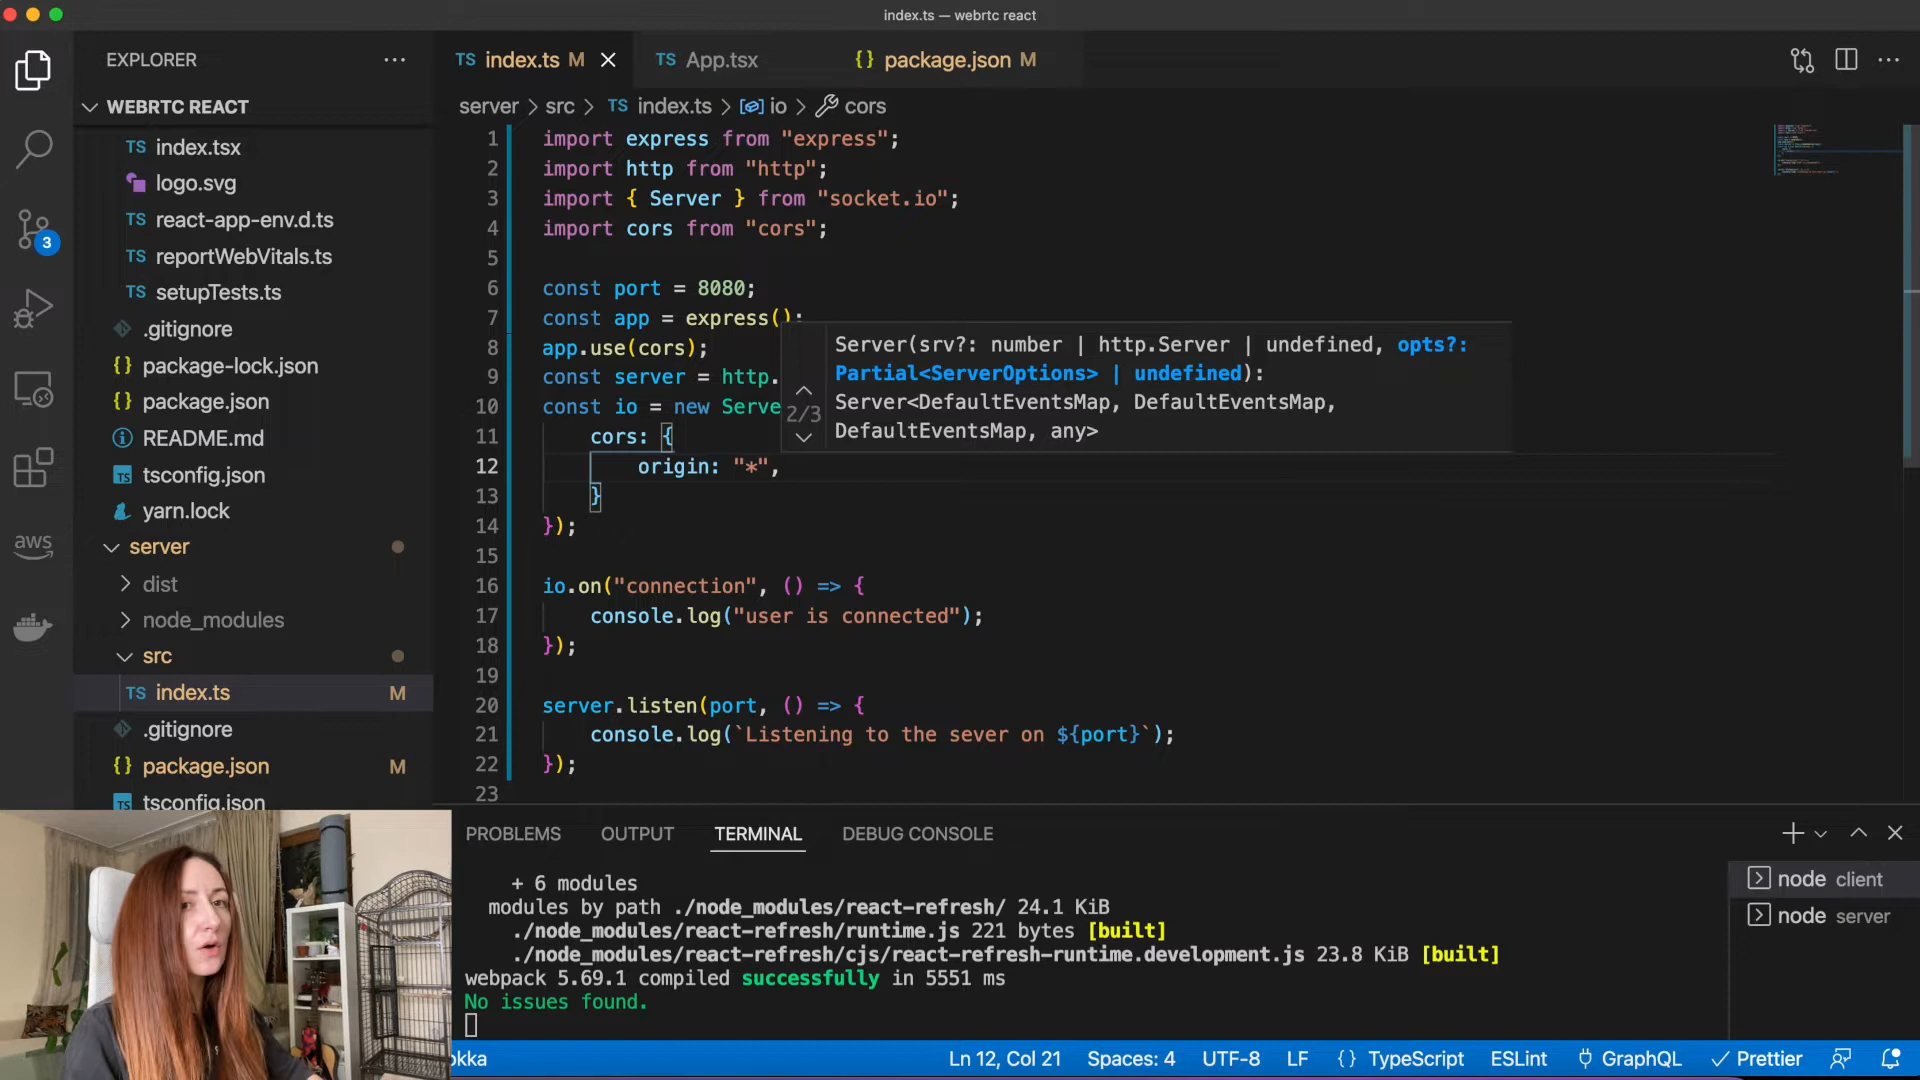 index.ts — webrtc react
EXPLORER
TS index.ts M
TS App.tsx
{} package.json M
WEBRTC REACT
server > src > TS index.ts > io > cors
TS index.tsx
logo.svg
TS react-app-env.d.ts
TS reportWebVitals.ts
TS setupTests.ts
.gitignore
{} package-lock.json
{} package.json
README.md
TS tsconfig.json
yarn.lock
server
dist
node_modules
src
TS index.ts M
.gitignore
{} package.json M
TS tsconfig.json
3
aws
1 import express from "express";
2 import http from "http";
3 import { Server } from "socket.io";
4 import cors from "cors";
5
6 const port = 8080;
7 const app = express();
8 app.use(cors);
9 const server = http.
10 const io = new Serve
11 cors: {
12 origin: "*",
13 }
14 });
15
16 io.on("connection", () => {
17 console.log("user is connected");
18 });
19
20 server.listen(port, () => {
21 console.log(`Listening to the sever on ${port}`);
22 });
23
2/3
Server(srv?: number | http.Server | undefined, opts?:
Partial<ServerOptions> | undefined):
Server<DefaultEventsMap, DefaultEventsMap,
DefaultEventsMap, any>
PROBLEMS OUTPUT TERMINAL DEBUG CONSOLE
+ 6 modules
modules by path ./node_modules/react-refresh/ 24.1 KiB
./node_modules/react-refresh/runtime.js 221 bytes [built]
./node_modules/react-refresh/cjs/react-refresh-runtime.development.js 23.8 KiB [built]
webpack 5.69.1 compiled successfully in 5551 ms
No issues found.
node client
node server
okka
Ln 12, Col 21 Spaces: 4 UTF-8 LF {} TypeScript ESLint GraphQL Prettier